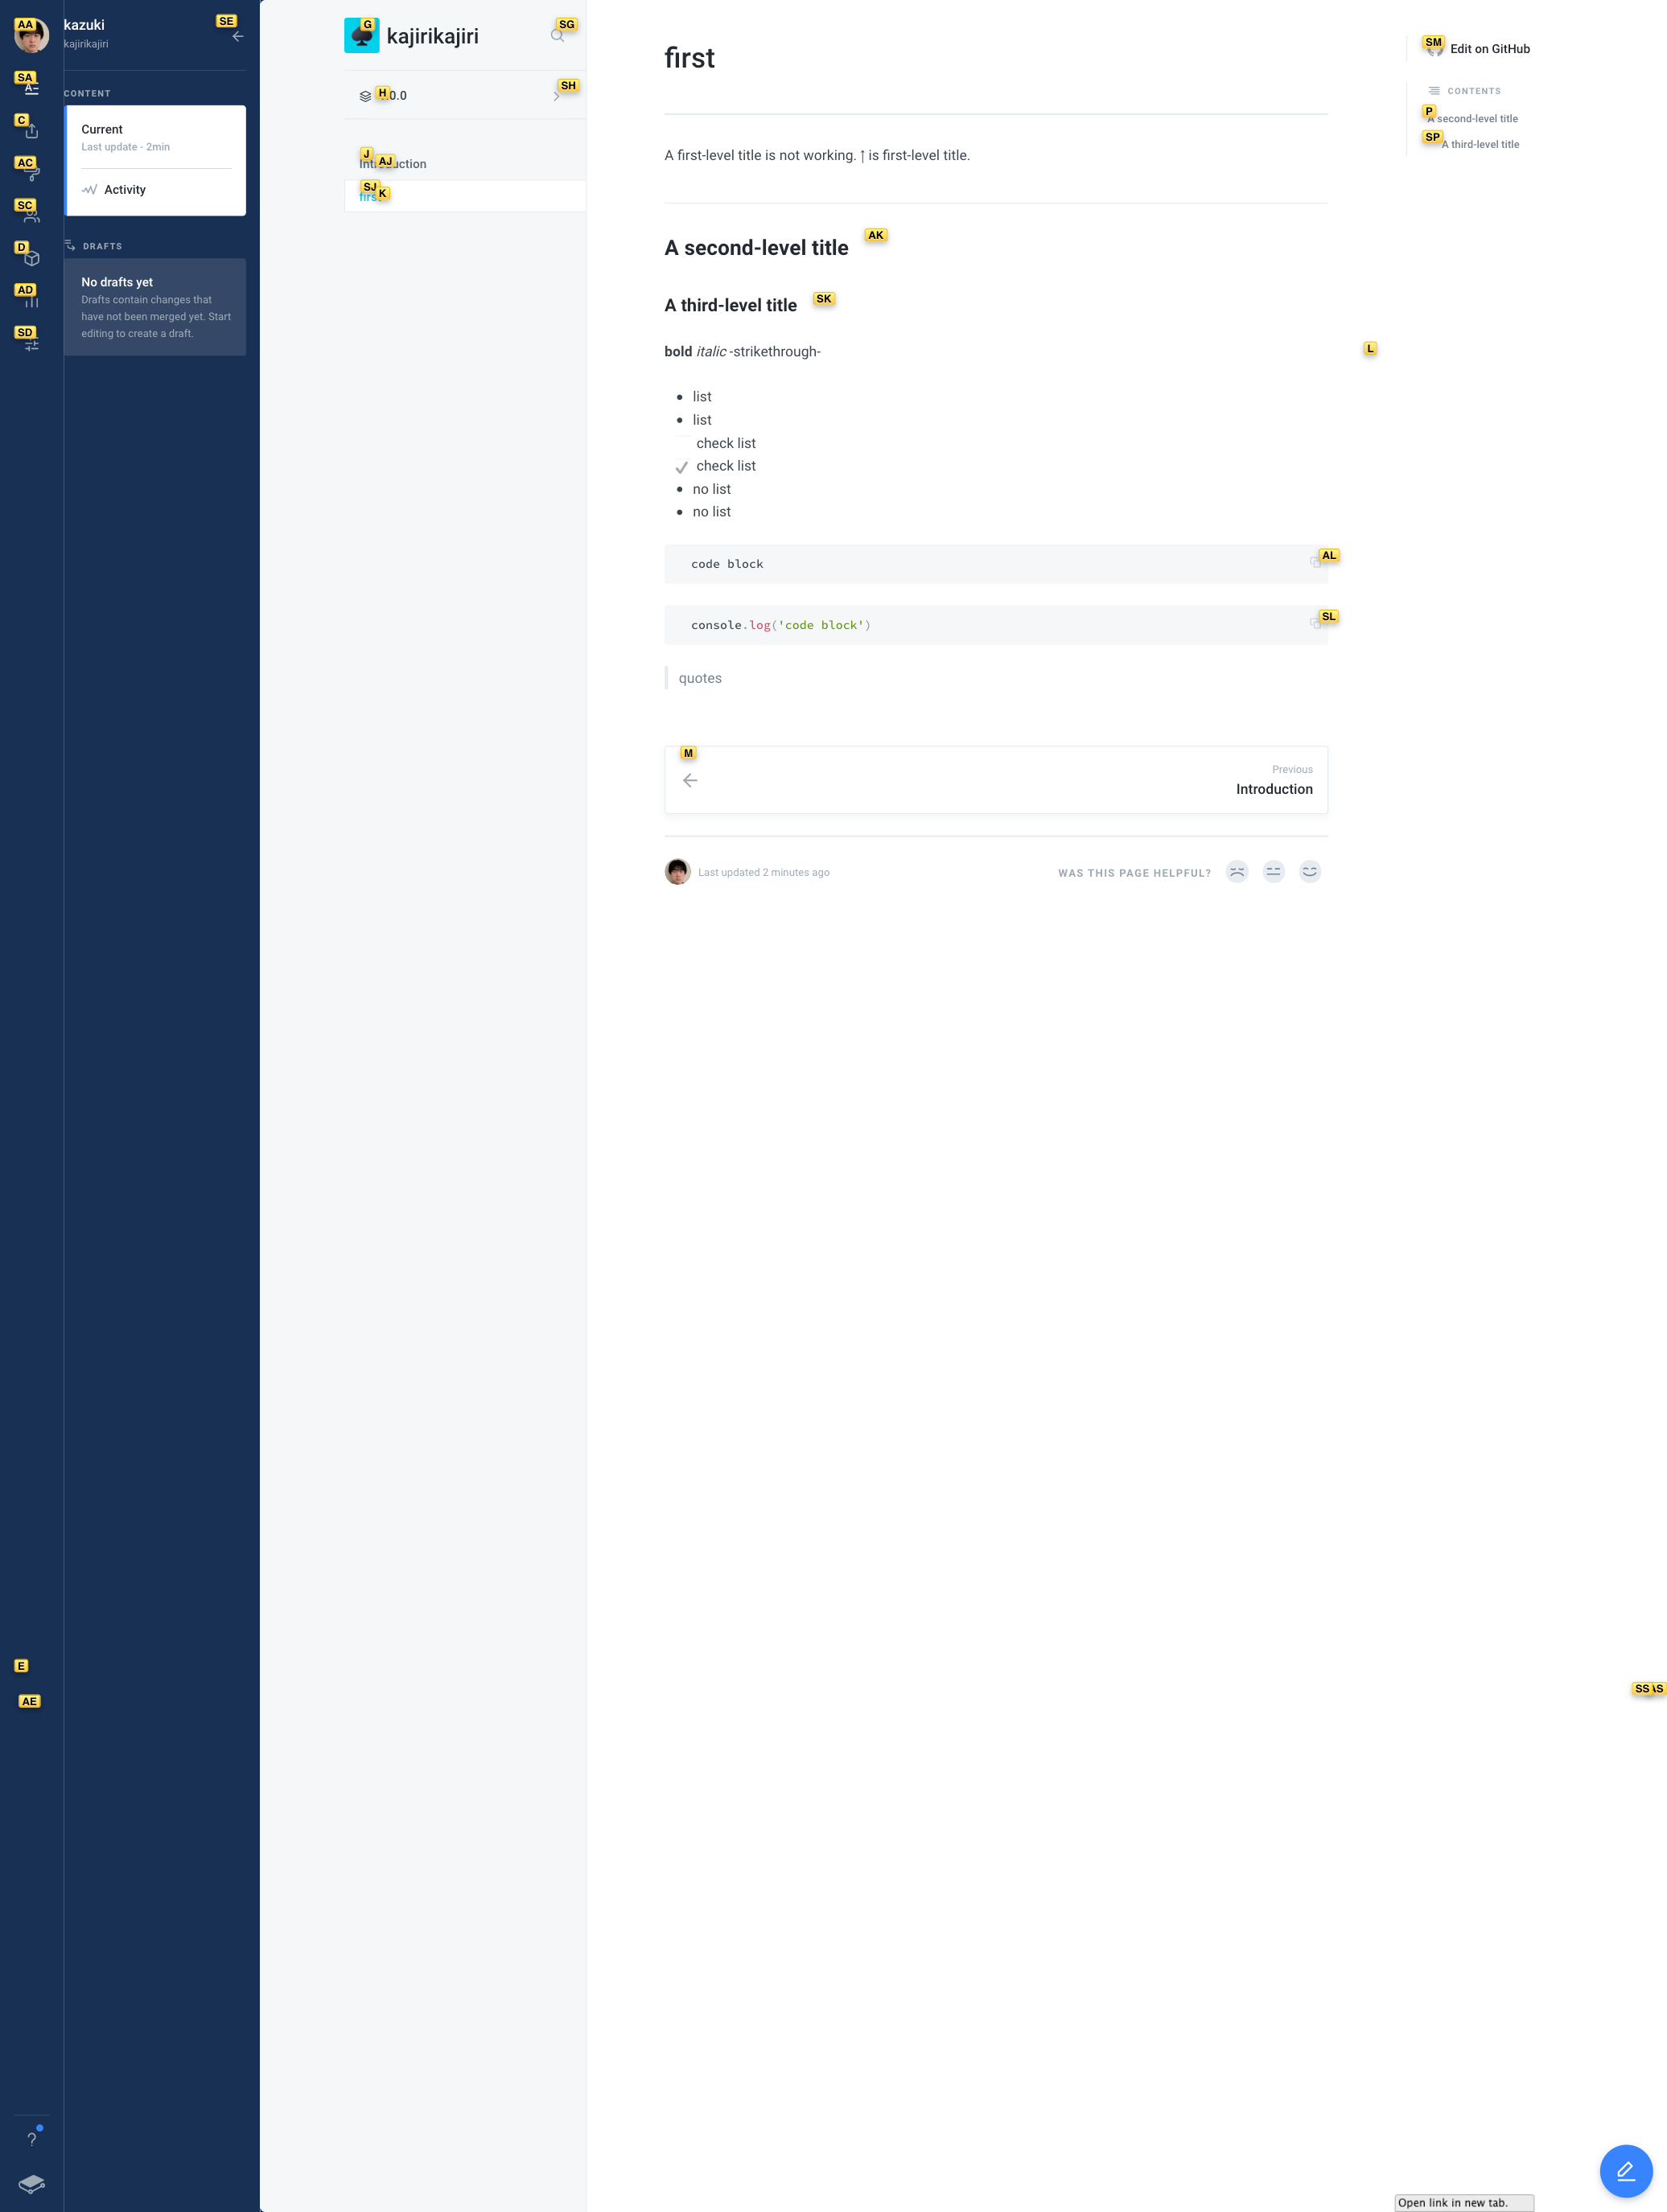 AA
kazuki
kajirikajiri
SE
SA
C
AC
SC
D
AD
SD
CONTENT
Current
Last update - 2min
Activity
DRAFTS
No drafts yet
Drafts contain changes that
have not been merged yet. Start
editing to create a draft.
E
AE
?
G
kajirikajiri
SG
H
.0.0
SH
J
AJ
Introduction
SJ
K
first
first
A first-level title is not working. ↑ is first-level title.
A second-level title
AK
A third-level title
SK
bold italic -strikethrough-
L
list
list
check list
check list
no list
no list
code block
AL
console.log('code block')
SL
quotes
M
Previous
Introduction
Last updated 2 minutes ago
WAS THIS PAGE HELPFUL?
SM
Edit on GitHub
CONTENTS
P
A second-level title
SP
A third-level title
SS
AS
Open link in new tab.